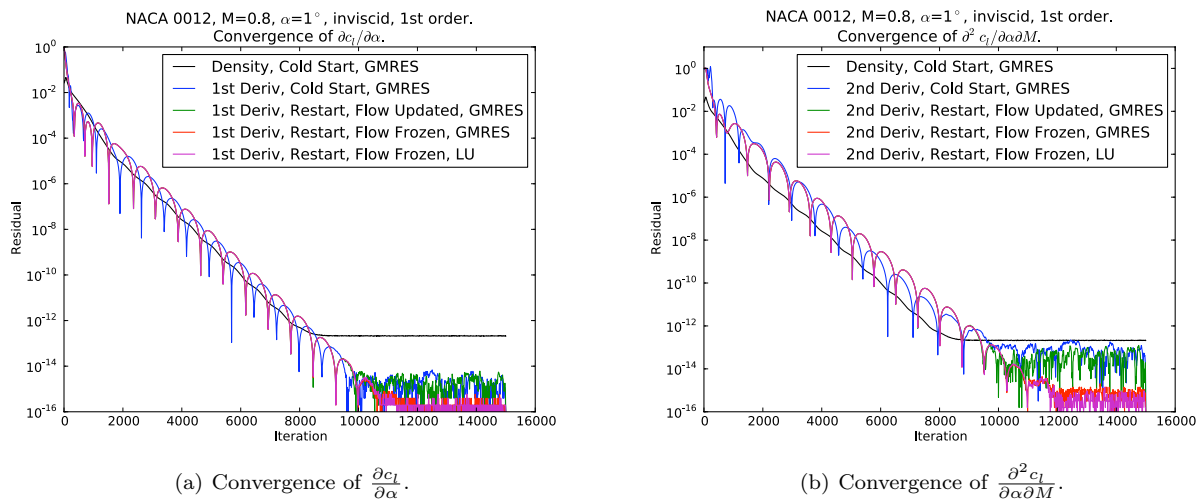 NACA 0012, M=0.8, α=1°, inviscid, 1st order.
Convergence of ∂c_l/∂α.
Density, Cold Start, GMRES
1st Deriv, Cold Start, GMRES
1st Deriv, Restart, Flow Updated, GMRES
1st Deriv, Restart, Flow Frozen, GMRES
1st Deriv, Restart, Flow Frozen, LU
Residual
10^0
10^-2
10^-4
10^-6
10^-8
10^-10
10^-12
10^-14
10^-16
0 2000 4000 6000 8000 10000 12000 14000 16000
Iteration
(a) Convergence of ∂c_l/∂α.
NACA 0012, M=0.8, α=1°, inviscid, 1st order.
Convergence of ∂² c_l/∂α∂M.
Density, Cold Start, GMRES
2nd Deriv, Cold Start, GMRES
2nd Deriv, Restart, Flow Updated, GMRES
2nd Deriv, Restart, Flow Frozen, GMRES
2nd Deriv, Restart, Flow Frozen, LU
Residual
10^0
10^-2
10^-4
10^-6
10^-8
10^-10
10^-12
10^-14
10^-16
0 2000 4000 6000 8000 10000 12000 14000 16000
Iteration
(b) Convergence of ∂²c_l/∂α∂M.